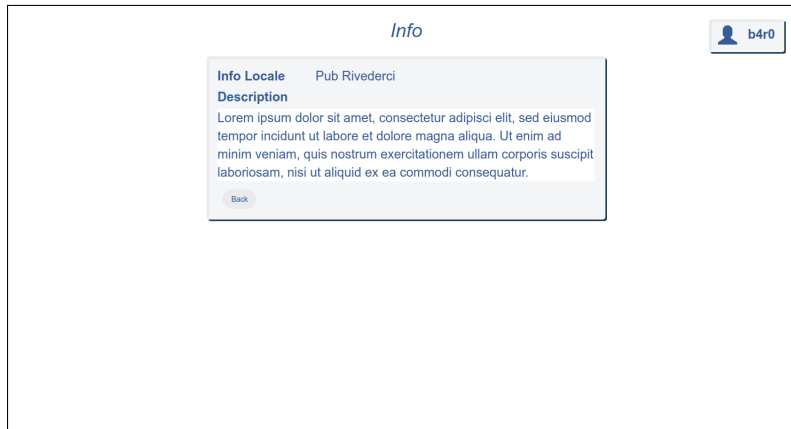 Info
b4r0
Info Locale Pub Rivederci
Description
Lorem ipsum dolor sit amet, consectetur adipisci elit, sed eiusmod
tempor incidunt ut labore et dolore magna aliqua. Ut enim ad
minim veniam, quis nostrum exercitationem ullam corporis suscipit
laboriosam, nisi ut aliquid ex ea commodi consequatur.
Back